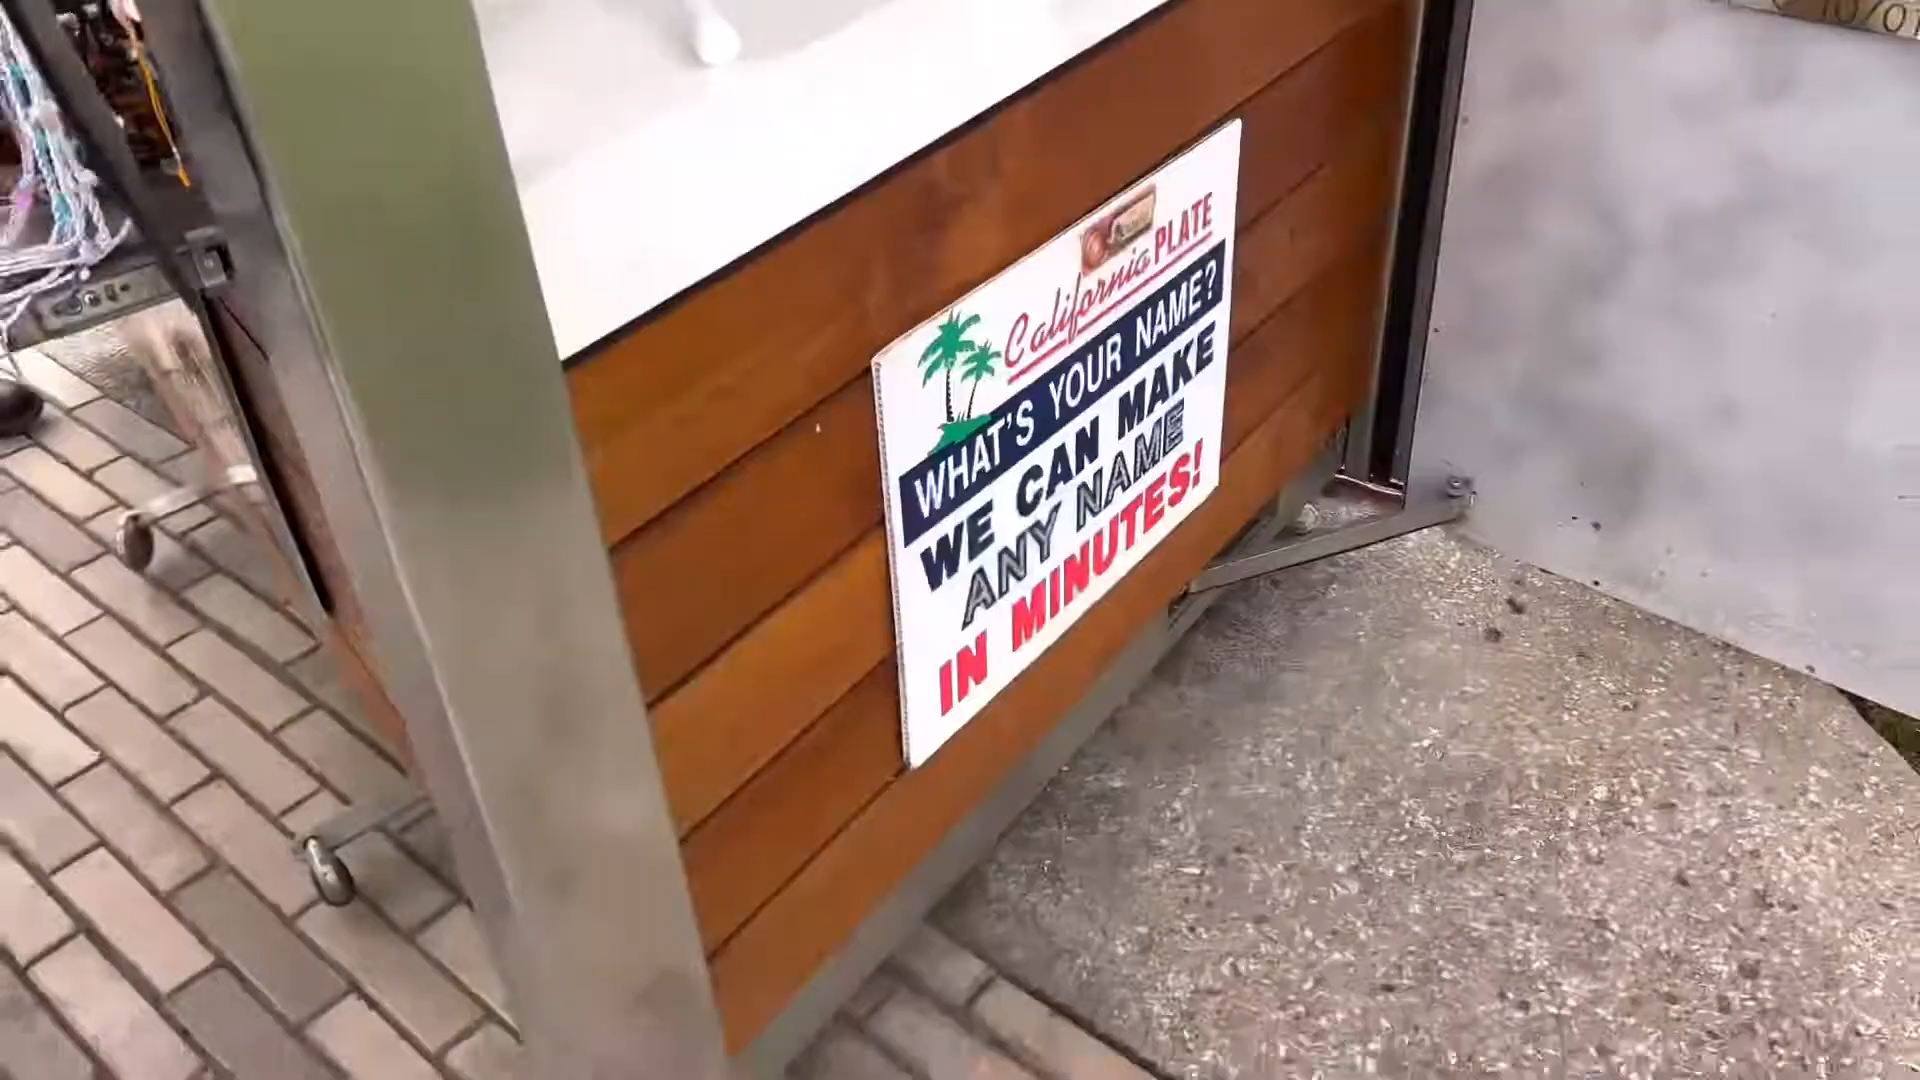 California PLATE
WHAT'S YOUR NAME?
WE CAN MAKE
ANY NAME
IN MINUTES!